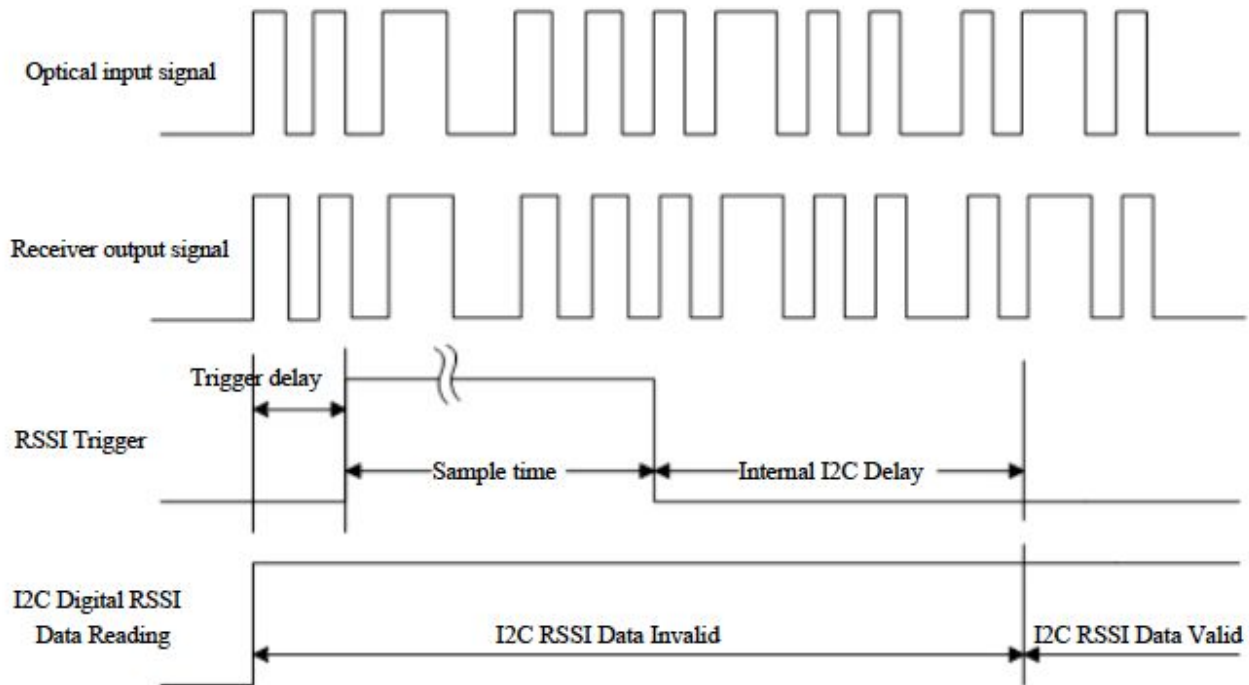 Optical input signal
Receiver output signal
Trigger delay
RSSI Trigger
Sample time
Internal I2C Delay
I2C Digital RSSI
Data Reading
I2C RSSI Data Invalid
I2C RSSI Data Valid